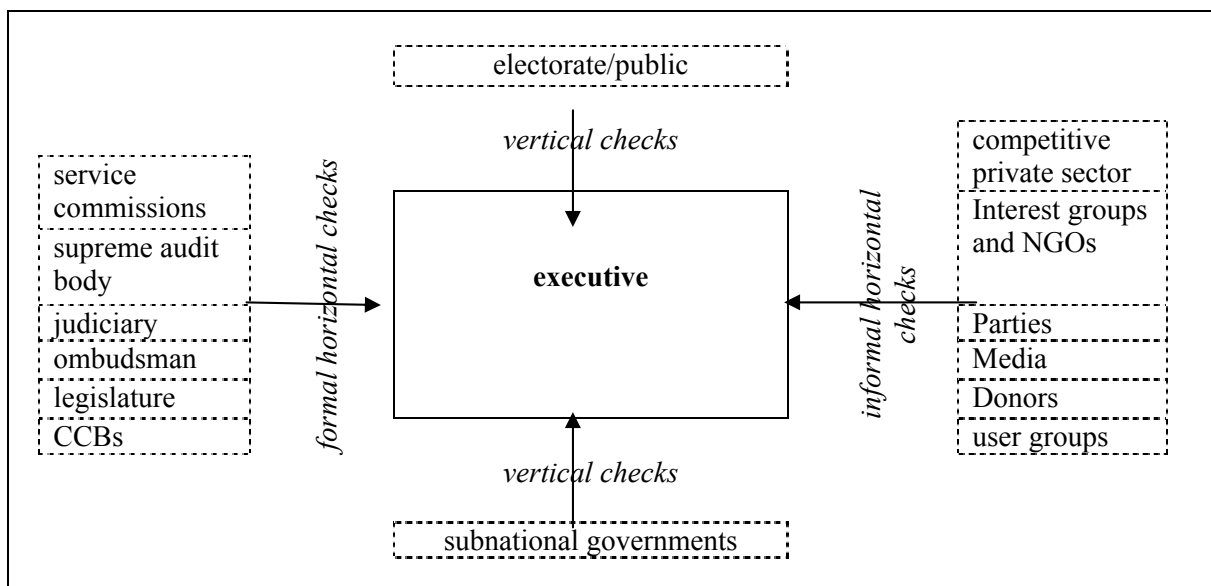 electorate/public
vertical checks
service
commissions
supreme audit
body
judiciary
ombudsman
legislature
CCBs
formal horizontal checks
executive
informal horizontal
checks
competitive
private sector
Interest groups
and NGOs
Parties
Media
Donors
user groups
vertical checks
subnational governments